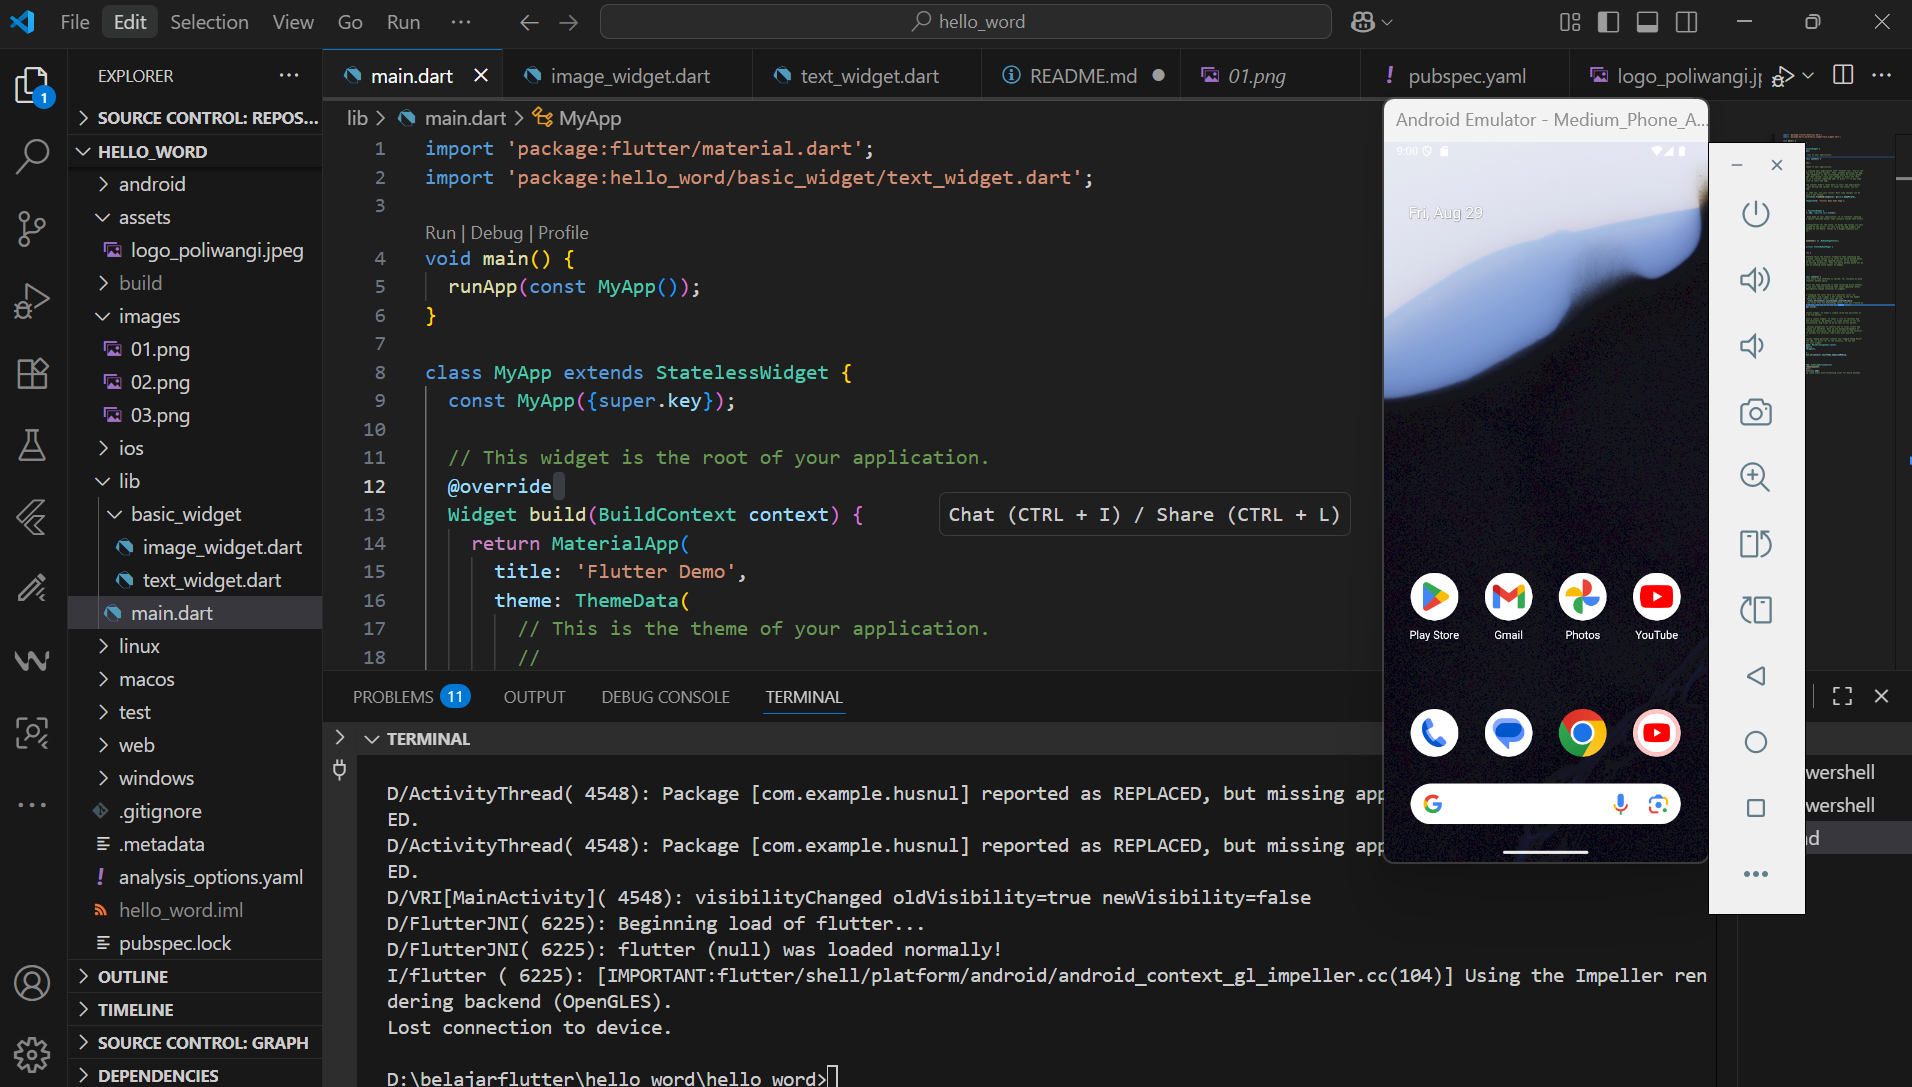 File Edit Selection View Go Run ··· hello_word
EXPLORER ···
1
SOURCE CONTROL: REPOS...
HELLO_WORD
android
assets
logo_poliwangi.jpeg
build
images
01.png
02.png
03.png
ios
lib
basic_widget
image_widget.dart
text_widget.dart
main.dart
linux
macos
test
web
windows
.gitignore
.metadata
analysis_options.yaml
hello_word.iml
pubspec.lock
OUTLINE
TIMELINE
SOURCE CONTROL: GRAPH
DEPENDENCIES
main.dart image_widget.dart text_widget.dart README.md 01.png pubspec.yaml logo_poliwangi.j
lib > main.dart > MyApp
1 import 'package:flutter/material.dart';
2 import 'package:hello_word/basic_widget/text_widget.dart';
3
Run | Debug | Profile
4 void main() {
5 runApp(const MyApp());
6 }
7
8 class MyApp extends StatelessWidget {
9 const MyApp({super.key});
10
11 // This widget is the root of your application.
12 @override
13 Widget build(BuildContext context) {
Chat (CTRL + I) / Share (CTRL + L)
14 return MaterialApp(
15 title: 'Flutter Demo',
16 theme: ThemeData(
17 // This is the theme of your application.
18 //
PROBLEMS 11 OUTPUT DEBUG CONSOLE TERMINAL
TERMINAL
D/ActivityThread( 4548): Package [com.example.husnul] reported as REPLACED, but missing app
ED.
D/ActivityThread( 4548): Package [com.example.husnul] reported as REPLACED, but missing app
ED.
D/VRI[MainActivity]( 4548): visibilityChanged oldVisibility=true newVisibility=false
D/FlutterJNI( 6225): Beginning load of flutter...
D/FlutterJNI( 6225): flutter (null) was loaded normally!
I/flutter ( 6225): [IMPORTANT:flutter/shell/platform/android/android_context_gl_impeller.cc(104)] Using the Impeller ren
dering backend (OpenGLES).
Lost connection to device.
D:\belajarflutter\hello_word\hello_word>
wershell
wershell
d
Android Emulator - Medium_Phone_A...
9:00
Fri, Aug 29
Play Store Gmail Photos YouTube